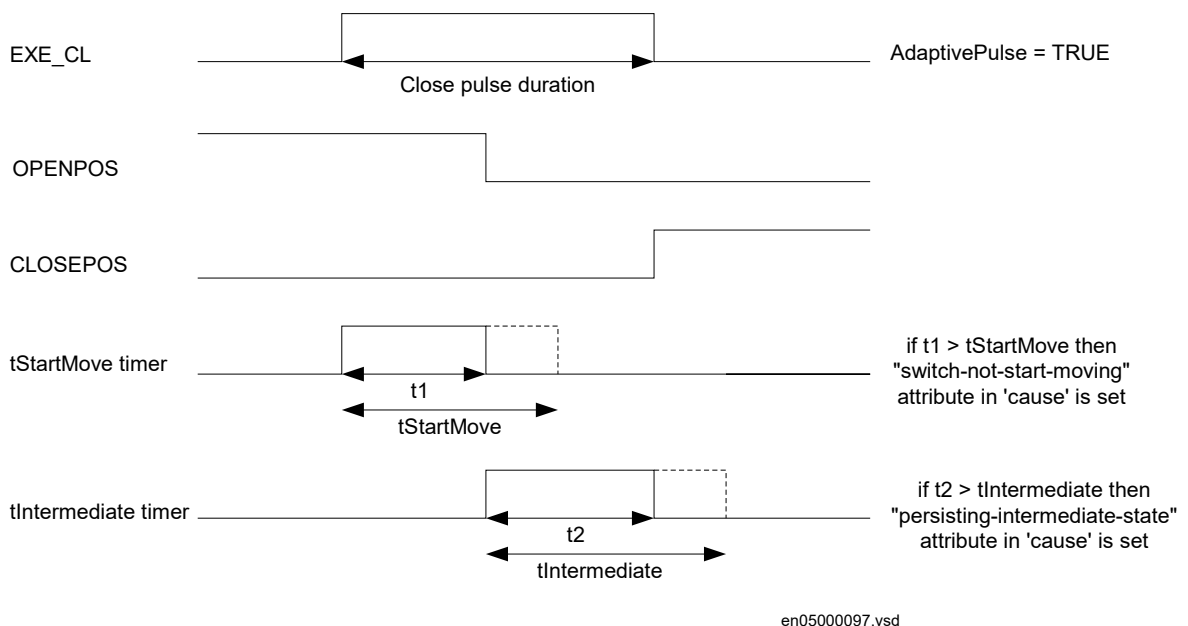 EXE_CL
AdaptivePulse = TRUE
Close pulse duration
OPENPOS
CLOSEPOS
tStartMove timer
t1
tStartMove
if t1 > tStartMove then
"switch-not-start-moving"
attribute in 'cause' is set
tIntermediate timer
t2
tIntermediate
if t2 > tIntermediate then
"persisting-intermediate-state"
attribute in 'cause' is set
en05000097.vsd